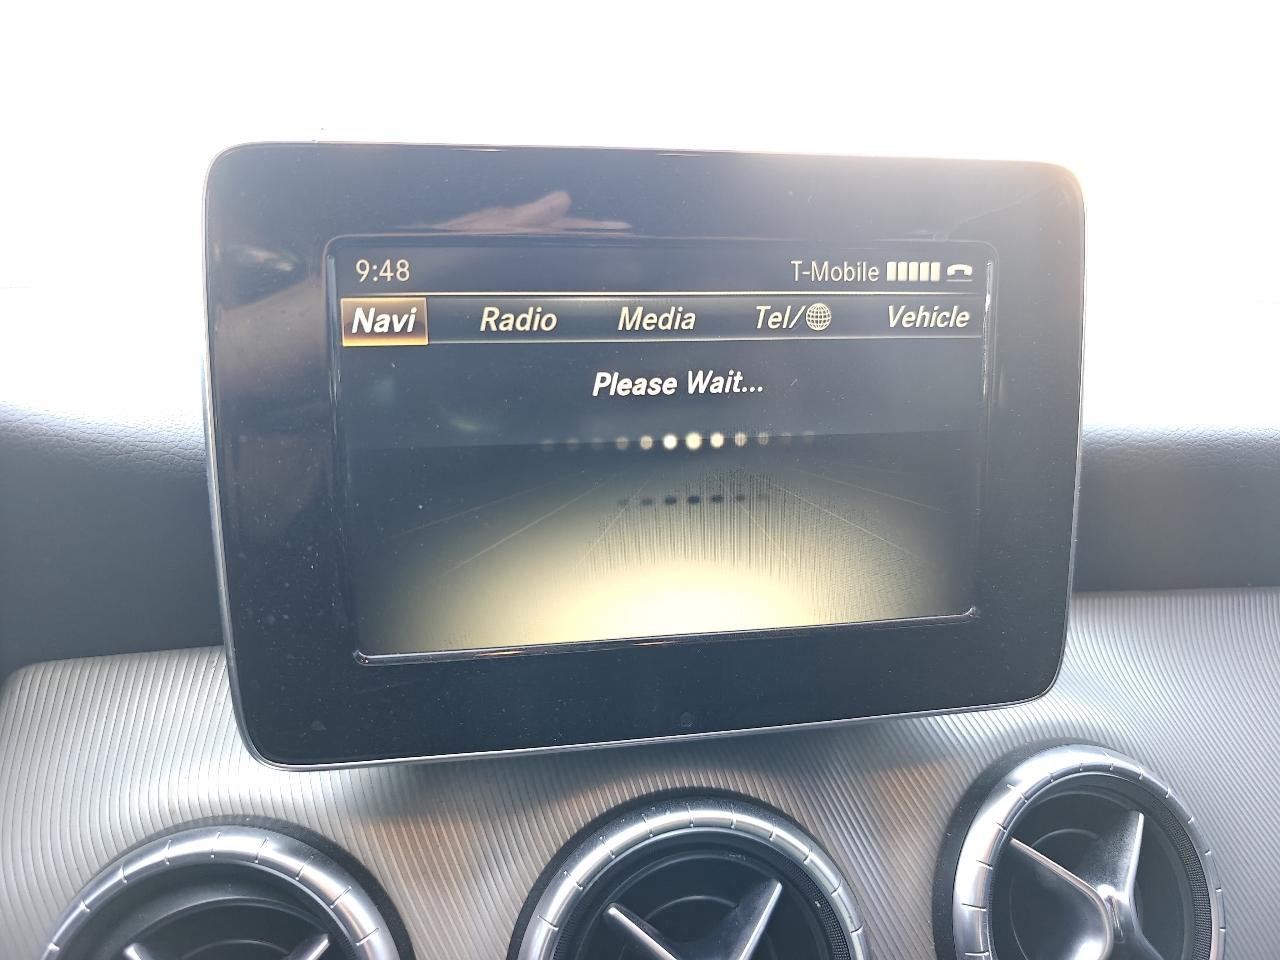 9:48 T-Mobile
Navi Radio Media Tel/ Vehicle
Please Wait...